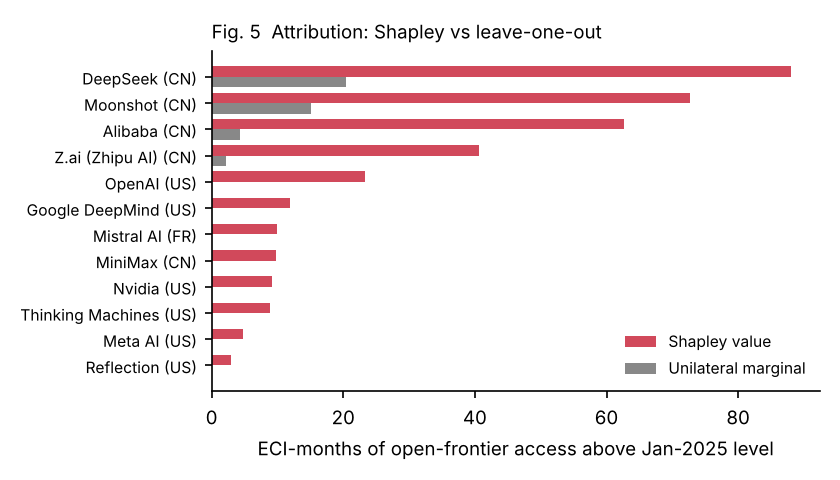 Fig. 5  Attribution: Shapley vs leave-one-out
DeepSeek (CN)
Moonshot (CN)
Alibaba (CN)
Z.ai (Zhipu AI) (CN)
OpenAI (US)
Google DeepMind (US)
Mistral AI (FR)
MiniMax (CN)
Nvidia (US)
Thinking Machines (US)
Meta AI (US)
Reflection (US)
Shapley value
Unilateral marginal
0 20 40 60 80
ECI-months of open-frontier access above Jan-2025 level